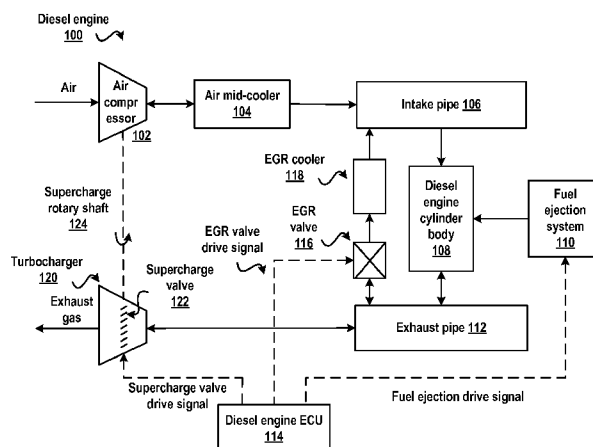 Diesel engine
100
Air
Air
compr
essor
102
Air mid-cooler
104
Intake pipe 106
EGR cooler
118
Diesel
engine
cylinder
body
108
Fuel
ejection
system
110
Supercharge
rotary shaft
124
EGR valve
drive signal
EGR
valve
116
Turbocharger
120
Supercharge
valve
122
Exhaust
gas
Exhaust pipe 112
Supercharge valve
drive signal
Fuel ejection drive signal
Diesel engine ECU
114